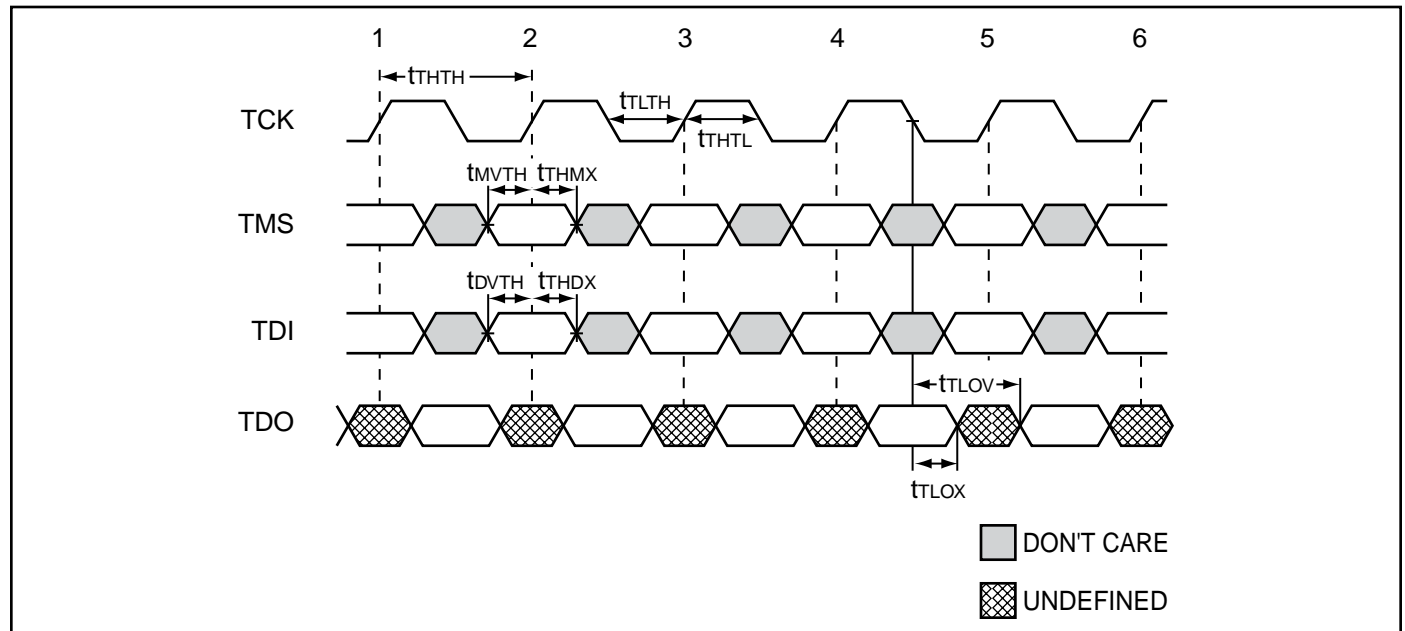 1 2 3 4 5 6
tTHTH
tTLTH
TCK
tTHTL
tMVTH tTHMX
TMS
tDVTH tTHDX
TDI
tTLOV
TDO
tTLOX
DON'T CARE
UNDEFINED